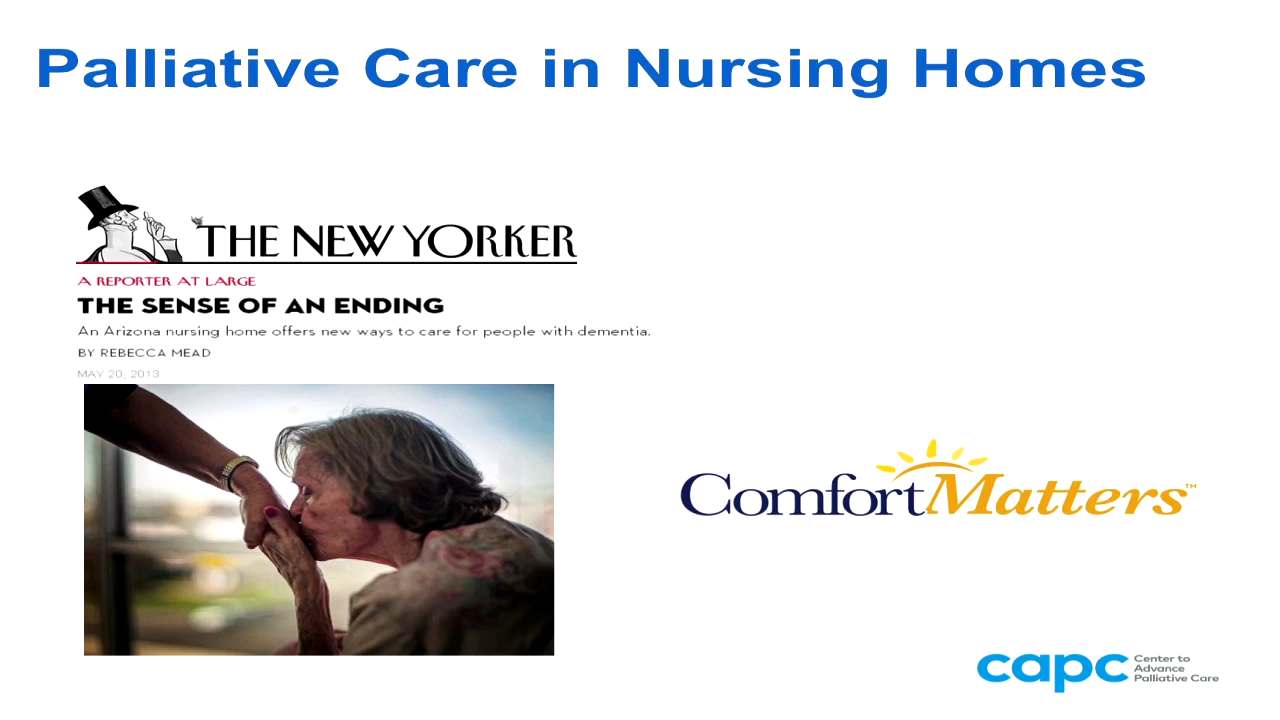 Palliative Care in Nursing Homes
THE NEW YORKER
A REPORTER AT LARGE
THE SENSE OF AN ENDING
An Arizona nursing home offers new ways to care for people with dementia.
BY REBECCA MEAD
MAY 20, 2013
ComfortMatters™
capc Center to
Advance
Palliative Care